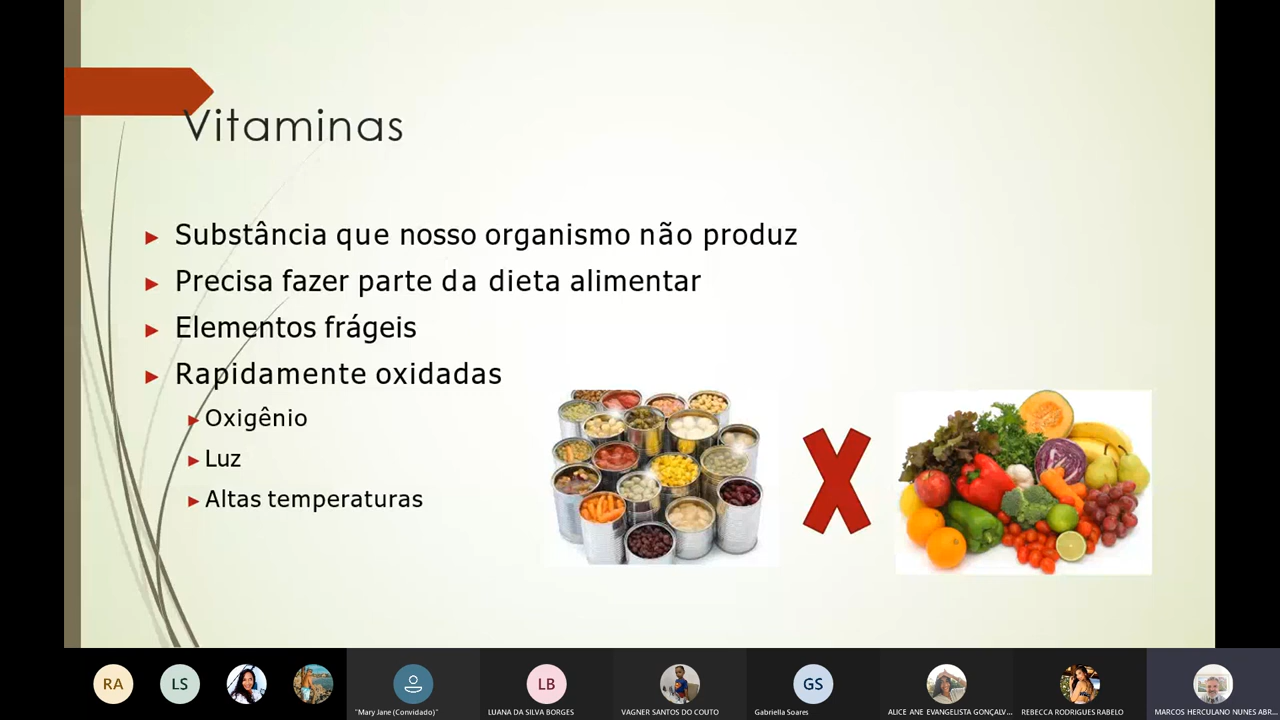 Vitaminas
Substância que nosso organismo não produz
Precisa fazer parte da dieta alimentar
Elementos frágeis
Rapidamente oxidadas
Oxigênio
Luz
Altas temperaturas
RA
LS
LB
GS
"Mary Jane (Convidado)"
LUANA DA SILVA BORGES
VAGNER SANTOS DO COUTO
Gabriella Soares
ALICE ANE EVANGELISTA GONÇALV...
REBECCA RODRIGUES RABELO
MARCOS HERCULANO NUNES ABR...